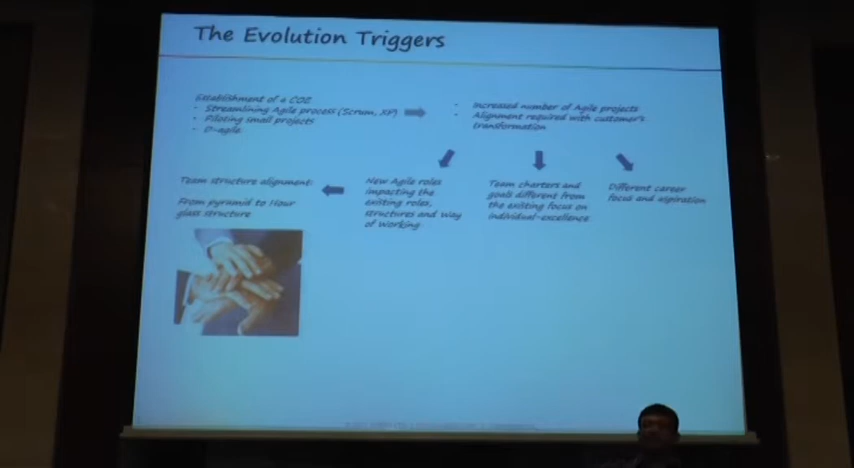 The Evolution Triggers
Establishment of a COE
• Streamlining Agile process (Scrum, XP)
• Piloting small projects
• D-agile
• Increased number of Agile projects
• Alignment required with customer's
transformation
Team structure alignment:
From pyramid to Hour
glass structure
New Agile roles
impacting the
existing roles,
structures and Way
of Working
Team charters and
goals different from
the existing focus on
individual-excellence
Different career
focus and aspiration